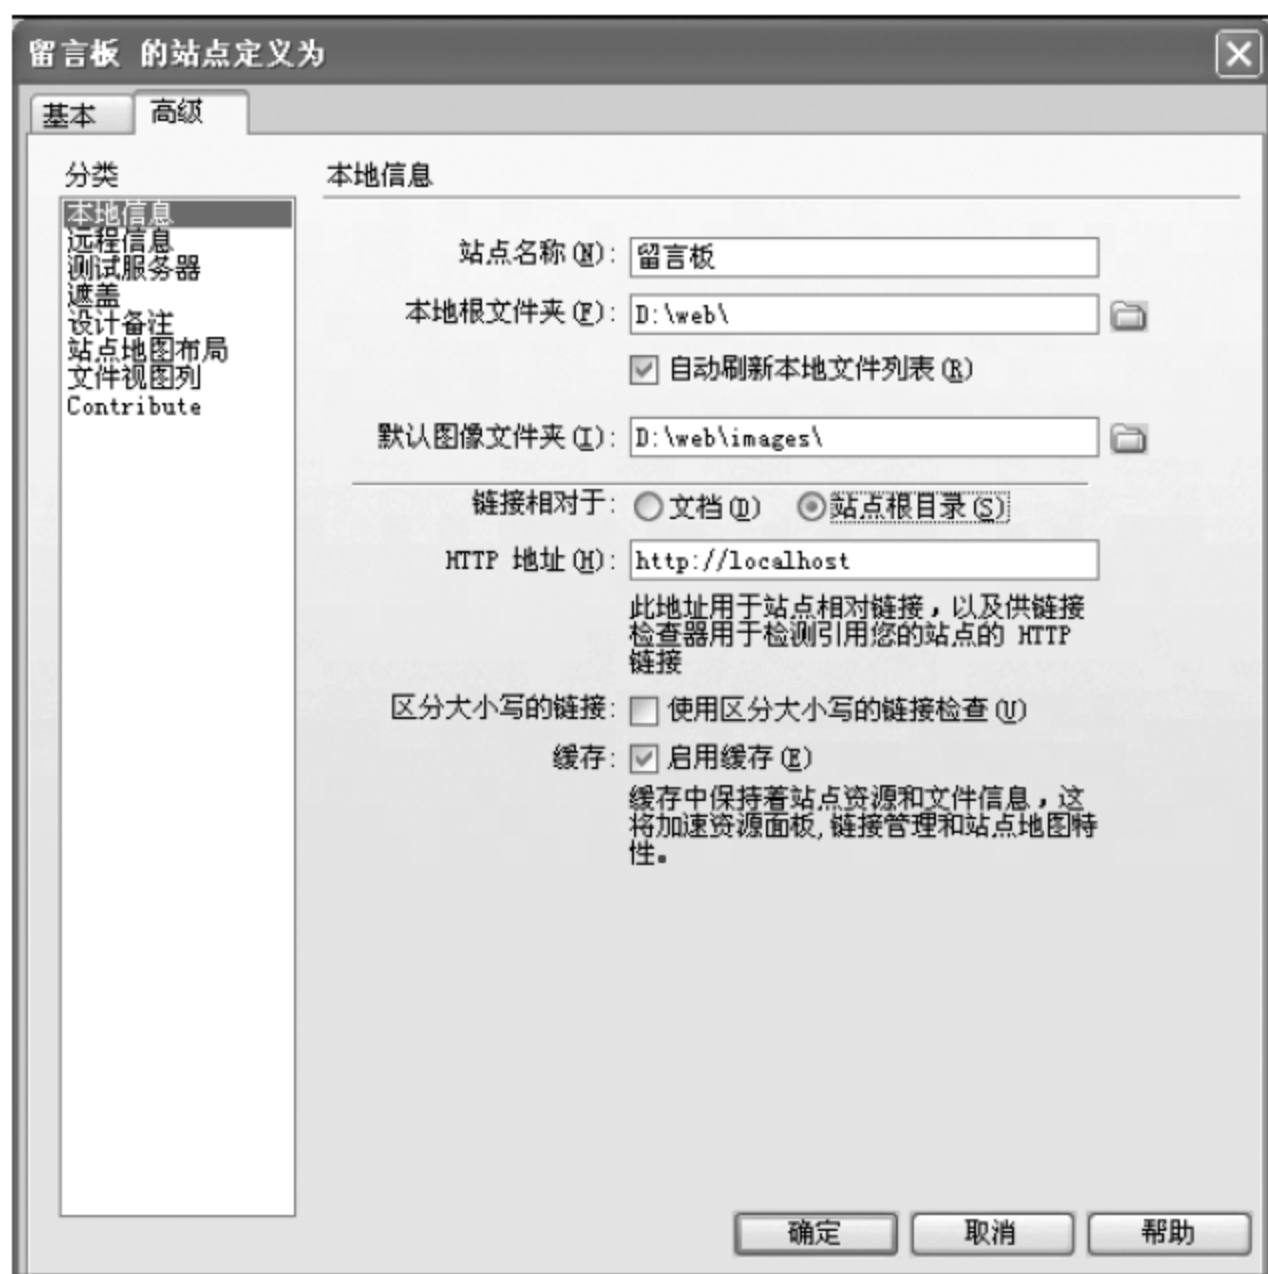 留言板 的站点定义为
基本 高级
分类
本地信息
远程信息
测试服务器
遮盖
设计备注
站点地图布局
文件视图列
Contribute
本地信息
站点名称(N): 留言板
本地根文件夹(F): D:\web\
自动刷新本地文件列表(R)
默认图像文件夹(I): D:\web\images\
链接相对于: 文档(D) 站点根目录(S)
HTTP 地址(H): http://localhost
此地址用于站点相对链接，以及供链接
检查器用于检测引用您的站点的 HTTP
链接
区分大小写的链接: 使用区分大小写的链接检查(U)
缓存: 启用缓存(E)
缓存中保持着站点资源和文件信息，这
将加速资源面板,链接管理和站点地图特
性。
确定 取消 帮助